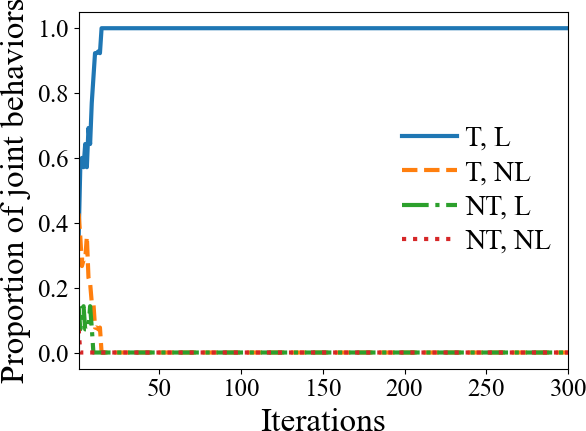 Proportion of joint behaviors
1.0
0.8
0.6
0.4
0.2
0.0
T, L
T, NL
NT, L
NT, NL
50 100 150 200 250 300
Iterations